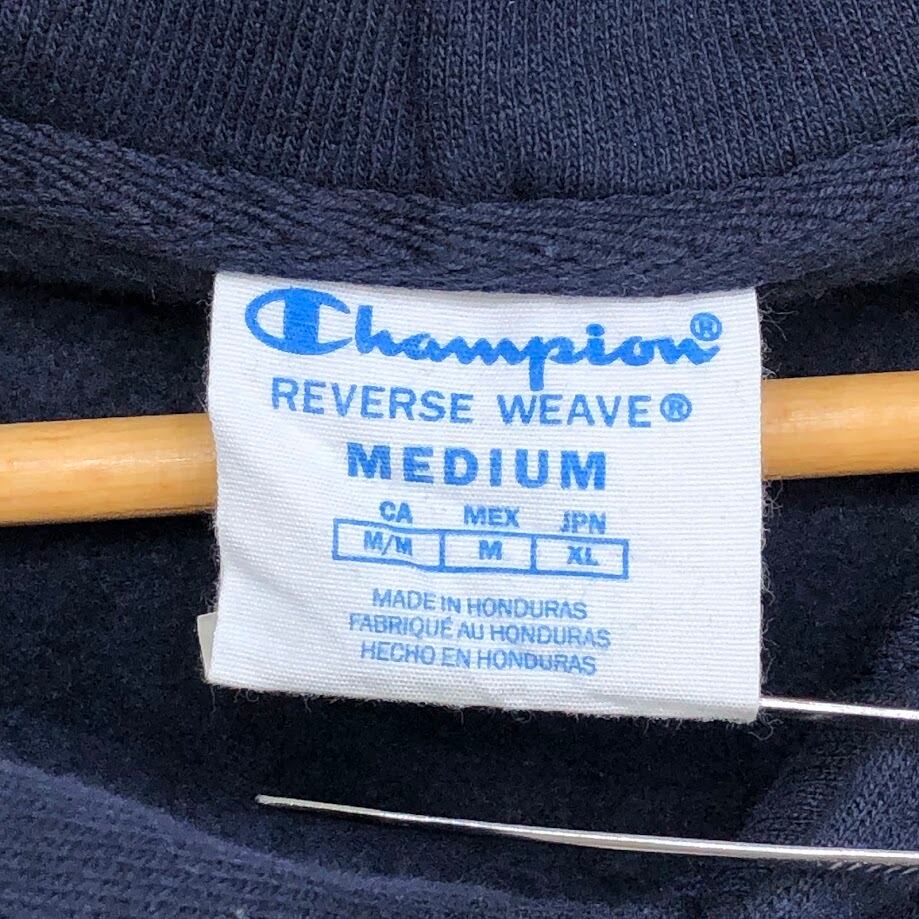 Champion®
REVERSE WEAVE®
MEDIUM
CA MEX JPN
M/M M XL
MADE IN HONDURAS
FABRIQUÉ AU HONDURAS
HECHO EN HONDURAS